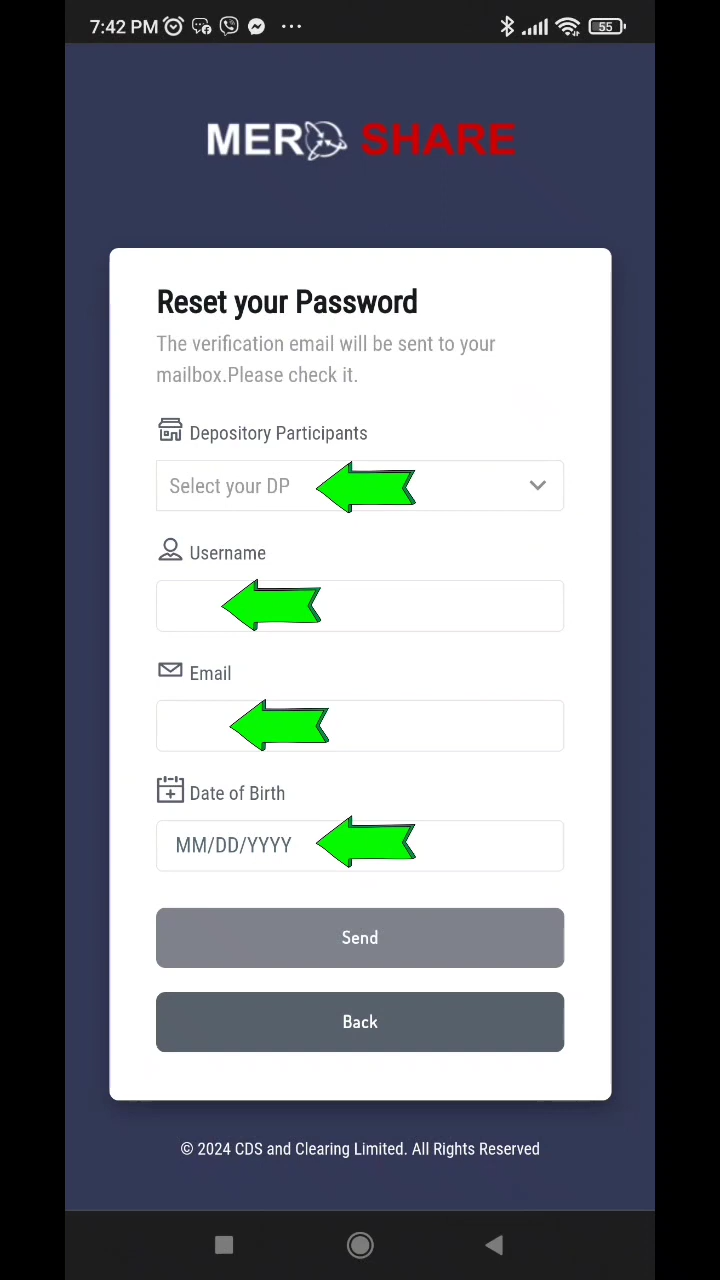 7:42 PM
55
MERO SHARE
Reset your Password
The verification email will be sent to your
mailbox.Please check it.
Depository Participants
Select your DP
Username
Email
Date of Birth
MM/DD/YYYY
Send
Back
© 2024 CDS and Clearing Limited. All Rights Reserved